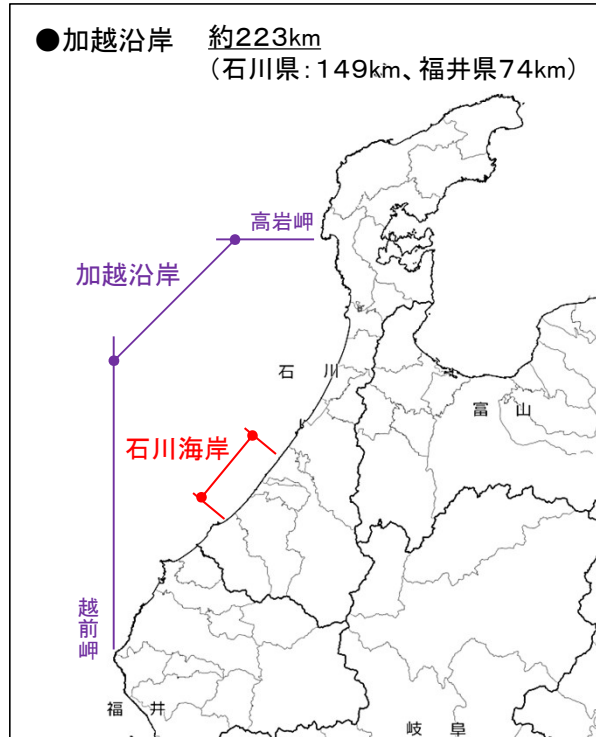 ●加越沿岸 約223km
（石川県：149km、福井県74km）
高岩岬
加越沿岸
石川
富山
石川海岸
越前岬
福井
岐阜